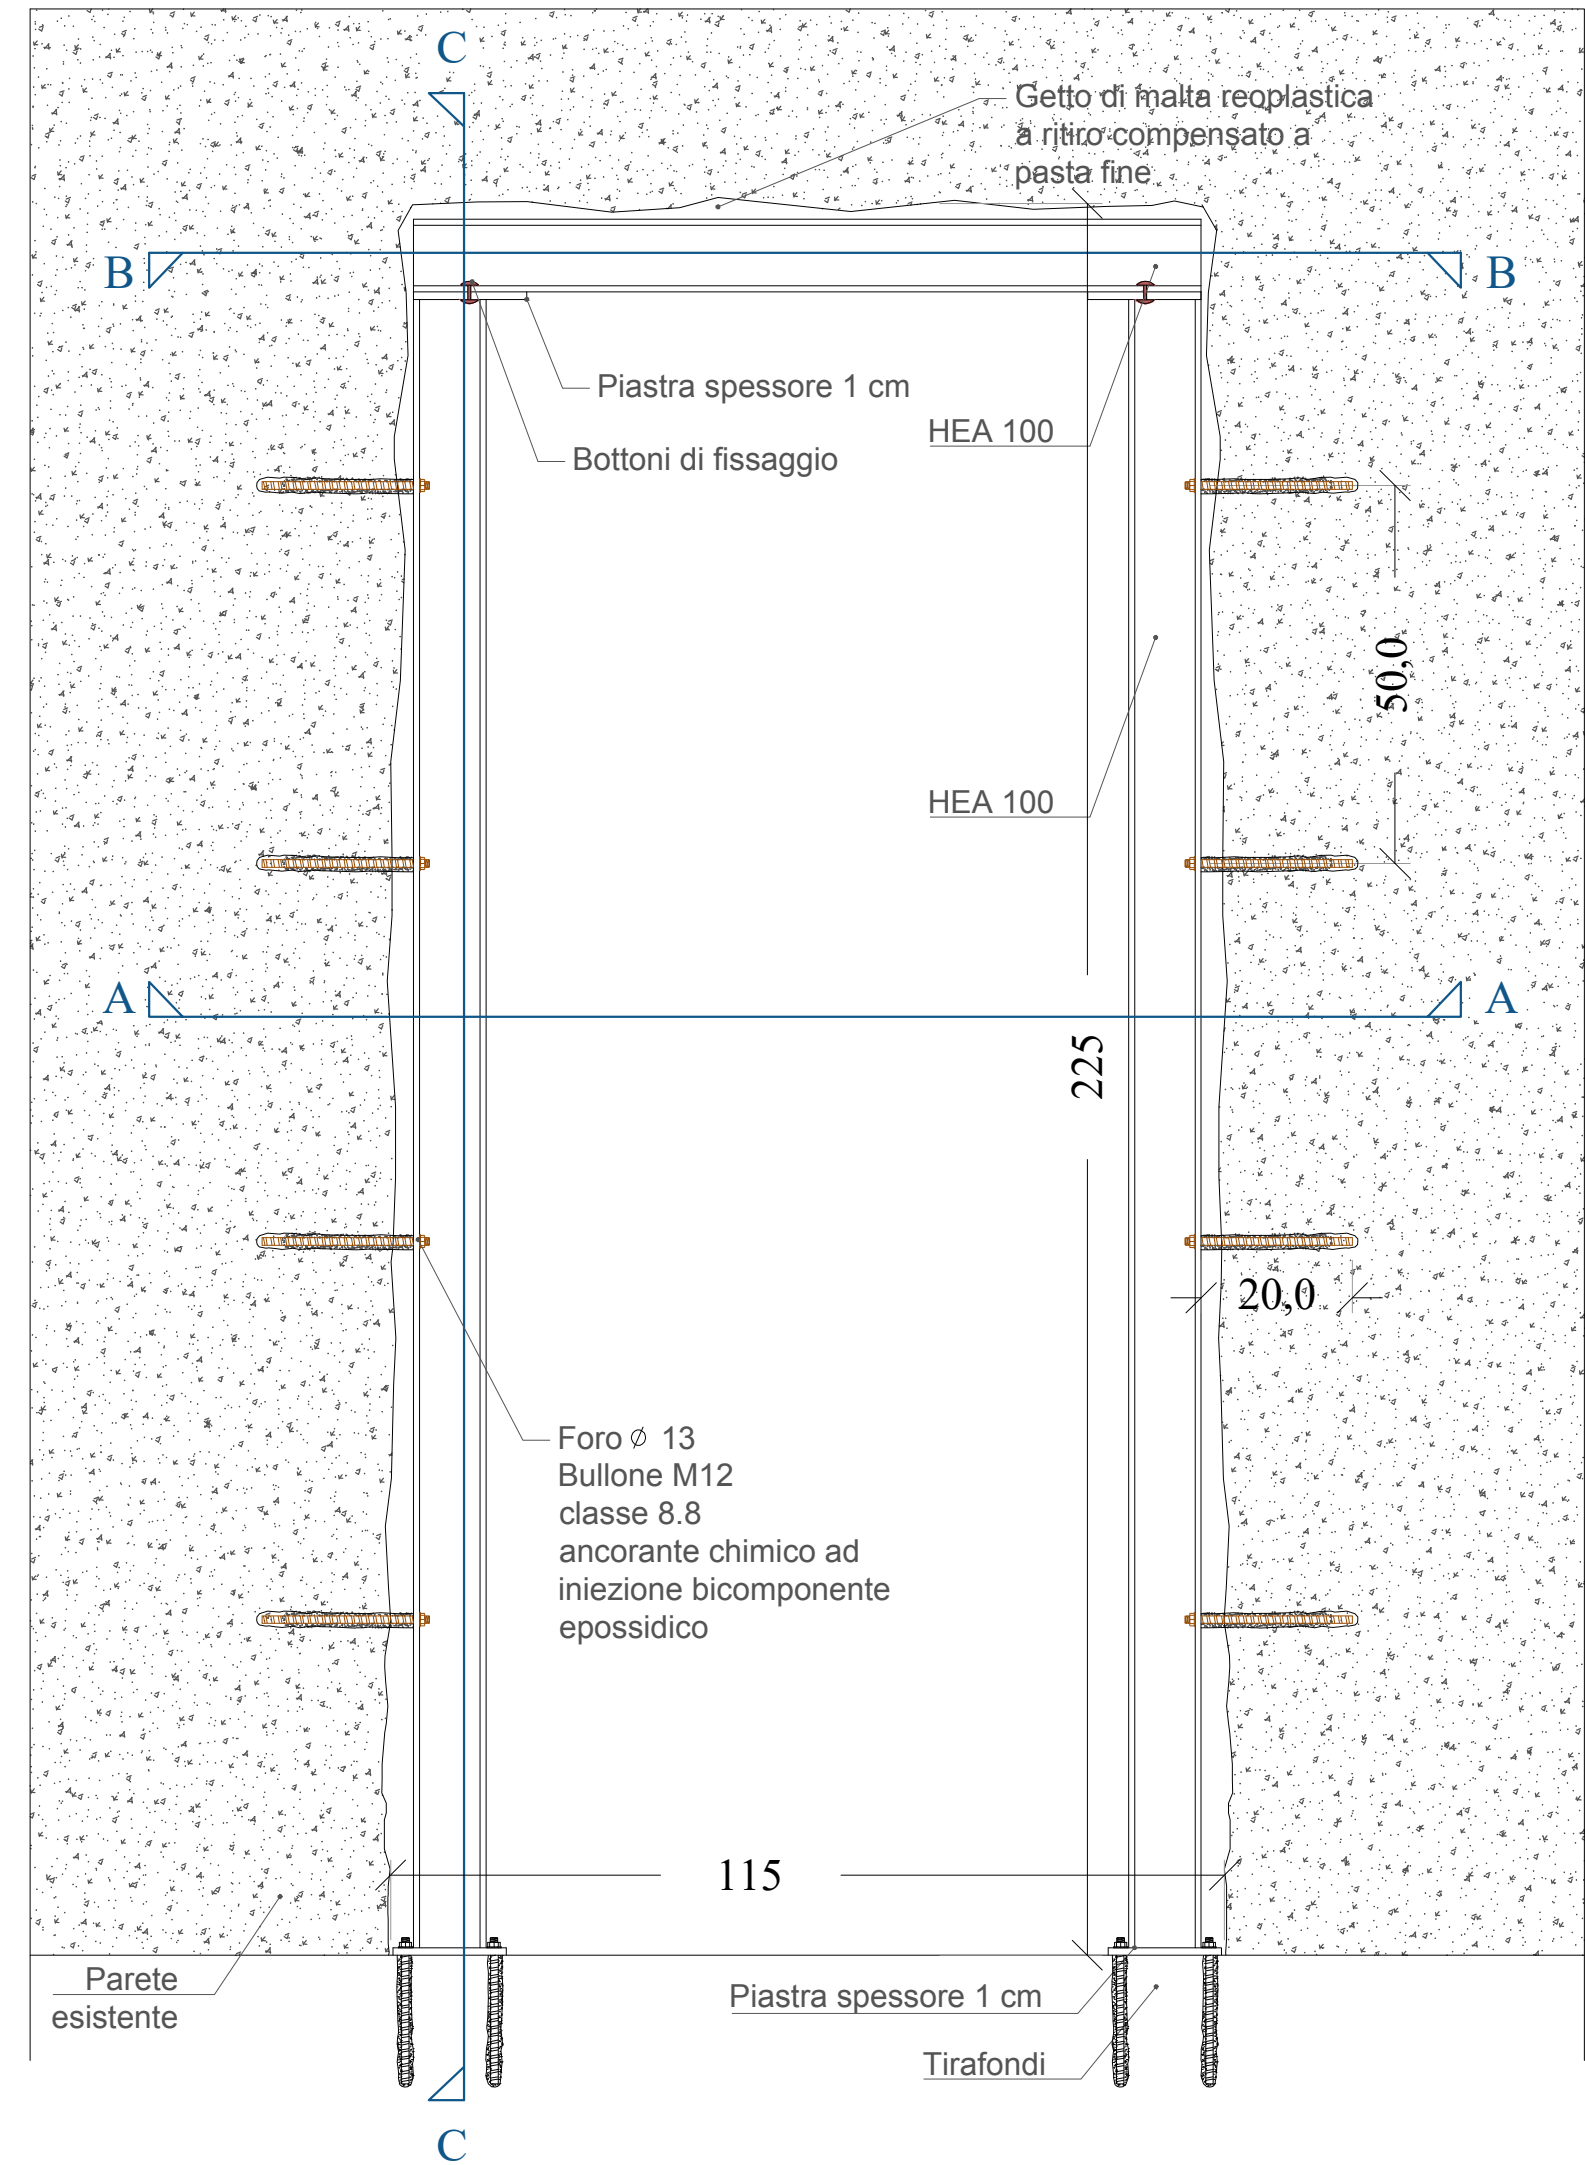 C
Getto di malta reoplastica
a ritiro compensato a
pasta fine
B
B
Piastra spessore 1 cm
HEA 100
Bottoni di fissaggio
50,0
HEA 100
A
A
225
20,0
Foro ϕ 13
Bullone M12
classe 8.8
ancorante chimico ad
iniezione bicomponente
epossidico
115
Parete
esistente
Piastra spessore 1 cm
Tirafondi
C